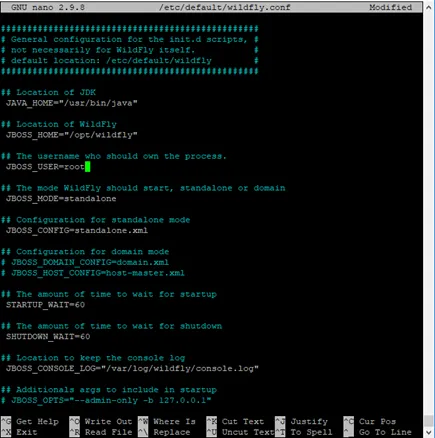 GNU nano 2.9.8 /etc/default/wildfly.conf Modified
################################################
# General configuration for the init.d scripts, #
# not necessarily for WildFly itself. #
# default location: /etc/default/wildfly #
################################################
## Location of JDK
JAVA_HOME="/usr/bin/java"
## Location of WildFly
JBOSS_HOME="/opt/wildfly"
## The username who should own the process.
JBOSS_USER=root
## The mode WildFly should start, standalone or domain
JBOSS_MODE=standalone
## Configuration for standalone mode
JBOSS_CONFIG=standalone.xml
## Configuration for domain mode
# JBOSS_DOMAIN_CONFIG=domain.xml
# JBOSS_HOST_CONFIG=host-master.xml
## The amount of time to wait for startup
STARTUP_WAIT=60
## The amount of time to wait for shutdown
SHUTDOWN_WAIT=60
## Location to keep the console log
JBOSS_CONSOLE_LOG="/var/log/wildfly/console.log"
## Additionals args to include in startup
# JBOSS_OPTS="--admin-only -b 127.0.0.1"
^G Get Help ^O Write Out ^W Where Is ^K Cut Text ^J Justify ^C Cur Pos
^X Exit ^R Read File ^\ Replace ^U Uncut Text ^T To Spell ^_ Go To Line